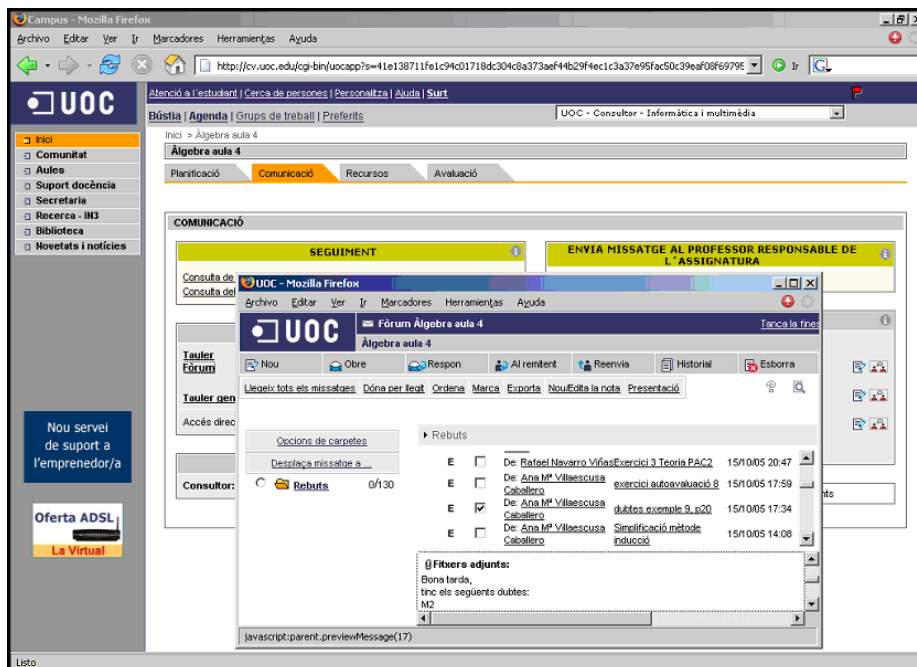 Campus - Mozilla Firefox
Archivo Editar Ver Ir Marcadores Herramientas Ayuda
http://cv.uoc.edu/cgi-bin/uocapp?s=41e138711fe1c94c01718dc304c8a373aef44b29f4ec1c3a37e95fac50c39eaf08f6979 Ir
UOC
Atenció a l'estudiant | Cerca de persones | Personalitza | Ajuda | Surt
Bústia | Agenda | Grups de treball | Preferits
UOC - Consultor - Informàtica i multimèdia
Inici
Comunitat
Aules
Suport docència
Secretaria
Recerca - IN3
Biblioteca
Novetats i notícies
Inici > Àlgebra aula 4
Àlgebra aula 4
Planificació Comunicació Recursos Avaluació
COMUNICACIÓ
SEGUIMENT
ENVIA MISSATGE AL PROFESSOR RESPONSABLE DE
L´ASSIGNATURA
Consulta de
Consulta del
Tauler
Fòrum
Tauler gen
Accés direc
Consultor:
nts
Nou servei
de suport a
l'emprenedor/a
Oferta ADSL
La Virtual
UOC - Mozilla Firefox
Archivo Editar Ver Ir Marcadores Herramientas Ayuda
UOC
Fòrum Àlgebra aula 4
Tanca la fines
Àlgebra aula 4
Nou Obre Respon Al remitent Reenvia Historial Esborra
Llegeix tots els missatges Dóna per llegit Ordena Marca Exporta Nou/Edita la nota Presentació
Opcions de carpetes
Desplaça missatge a ...
Rebuts 0/130
Rebuts
E De: Rafael Navarro Viñas Exercici 3 Teoria PAC2 15/10/05 20:47
E De: Ana Mª Villaescusa Caballero exercici autoavaluació 8 15/10/05 17:59
E De: Ana Mª Villaescusa Caballero dubtes exemple 9, p20 15/10/05 17:34
E De: Ana Mª Villaescusa Caballero Simplificació mètode inducció 15/10/05 14:08
Fitxers adjunts:
Bona tarda,
tinc els següents dubtes:
M2
javascript:parent.previewMessage(17)
Listo